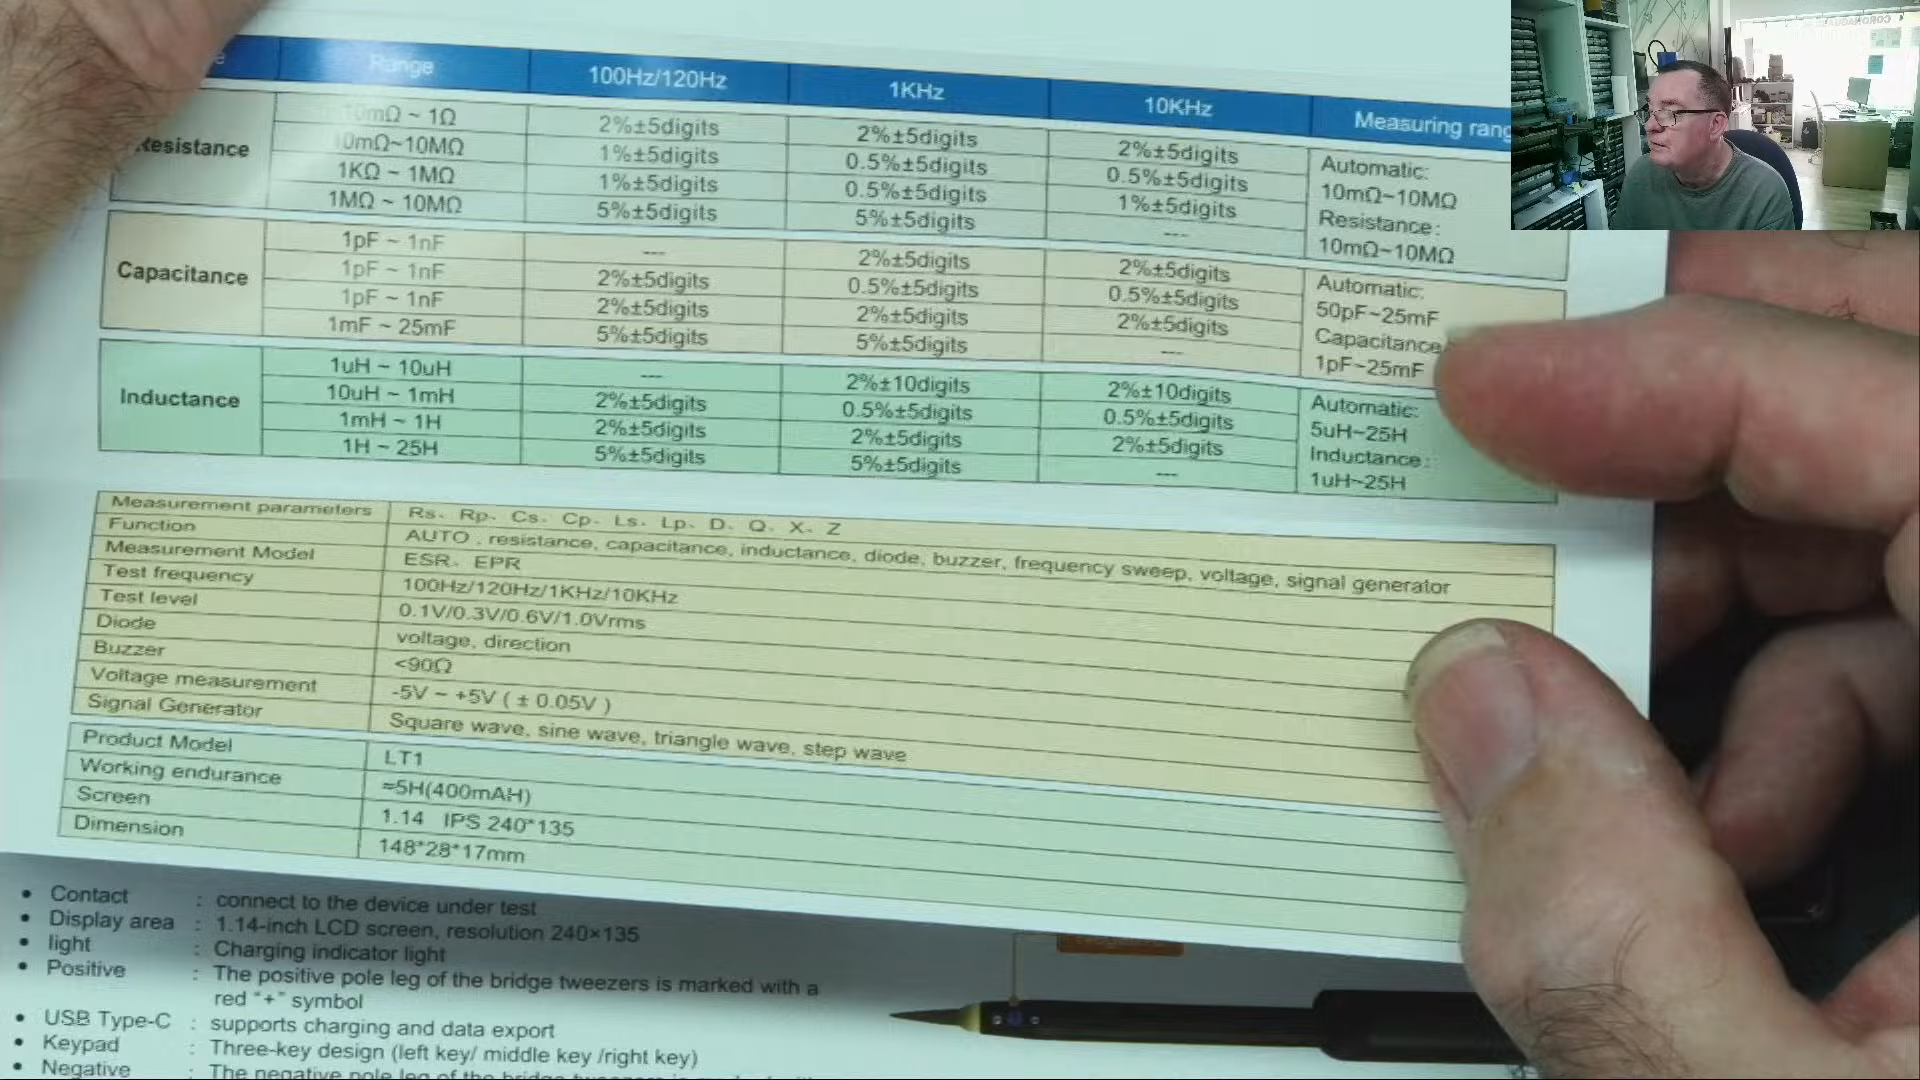 Range 100Hz/120Hz 1KHz 10KHz Measuring rang
Resistance 10mΩ ~ 1Ω 2%±5digits 2%±5digits 2%±5digits
10mΩ~10MΩ 1%±5digits 0.5%±5digits 0.5%±5digits
1KΩ ~ 1MΩ 1%±5digits 0.5%±5digits 1%±5digits
1MΩ ~ 10MΩ 5%±5digits 5%±5digits ---
Automatic:
10mΩ~10MΩ
Resistance:
10mΩ~10MΩ
Capacitance 1pF ~ 1nF --- 2%±5digits 2%±5digits
1pF ~ 1nF 2%±5digits 0.5%±5digits 0.5%±5digits
1pF ~ 1nF 2%±5digits 2%±5digits 2%±5digits
1mF ~ 25mF 5%±5digits 5%±5digits ---
Automatic:
50pF~25mF
Capacitance
1pF~25mF
Inductance 1uH ~ 10uH --- 2%±10digits 2%±10digits
10uH ~ 1mH 2%±5digits 0.5%±5digits 0.5%±5digits
1mH ~ 1H 2%±5digits 2%±5digits 2%±5digits
1H ~ 25H 5%±5digits 5%±5digits ---
Automatic:
5uH~25H
Inductance:
1uH~25H
Measurement parameters Rs、Rp、Cs、Cp、Ls、Lp、D、Q、X、Z
Function AUTO . resistance, capacitance, inductance, diode, buzzer, frequency sweep, voltage, signal generator
Measurement Model ESR、EPR
Test frequency 100Hz/120Hz/1KHz/10KHz
Test level 0.1V/0.3V/0.6V/1.0Vrms
Diode voltage, direction
Buzzer <90Ω
Voltage measurement -5V ~ +5V ( ± 0.05V )
Signal Generator Square wave, sine wave, triangle wave, step wave
Product Model LT1
Working endurance ≈5H(400mAH)
Screen 1.14 IPS 240*135
Dimension 148*28*17mm
• Contact : connect to the device under test
• Display area : 1.14-inch LCD screen, resolution 240×135
• light : Charging indicator light
• Positive : The positive pole leg of the bridge tweezers is marked with a
red “+” symbol
• USB Type-C : supports charging and data export
• Keypad : Three-key design (left key/ middle key /right key)
• Negative : The negative pole leg of the bridge tweezers